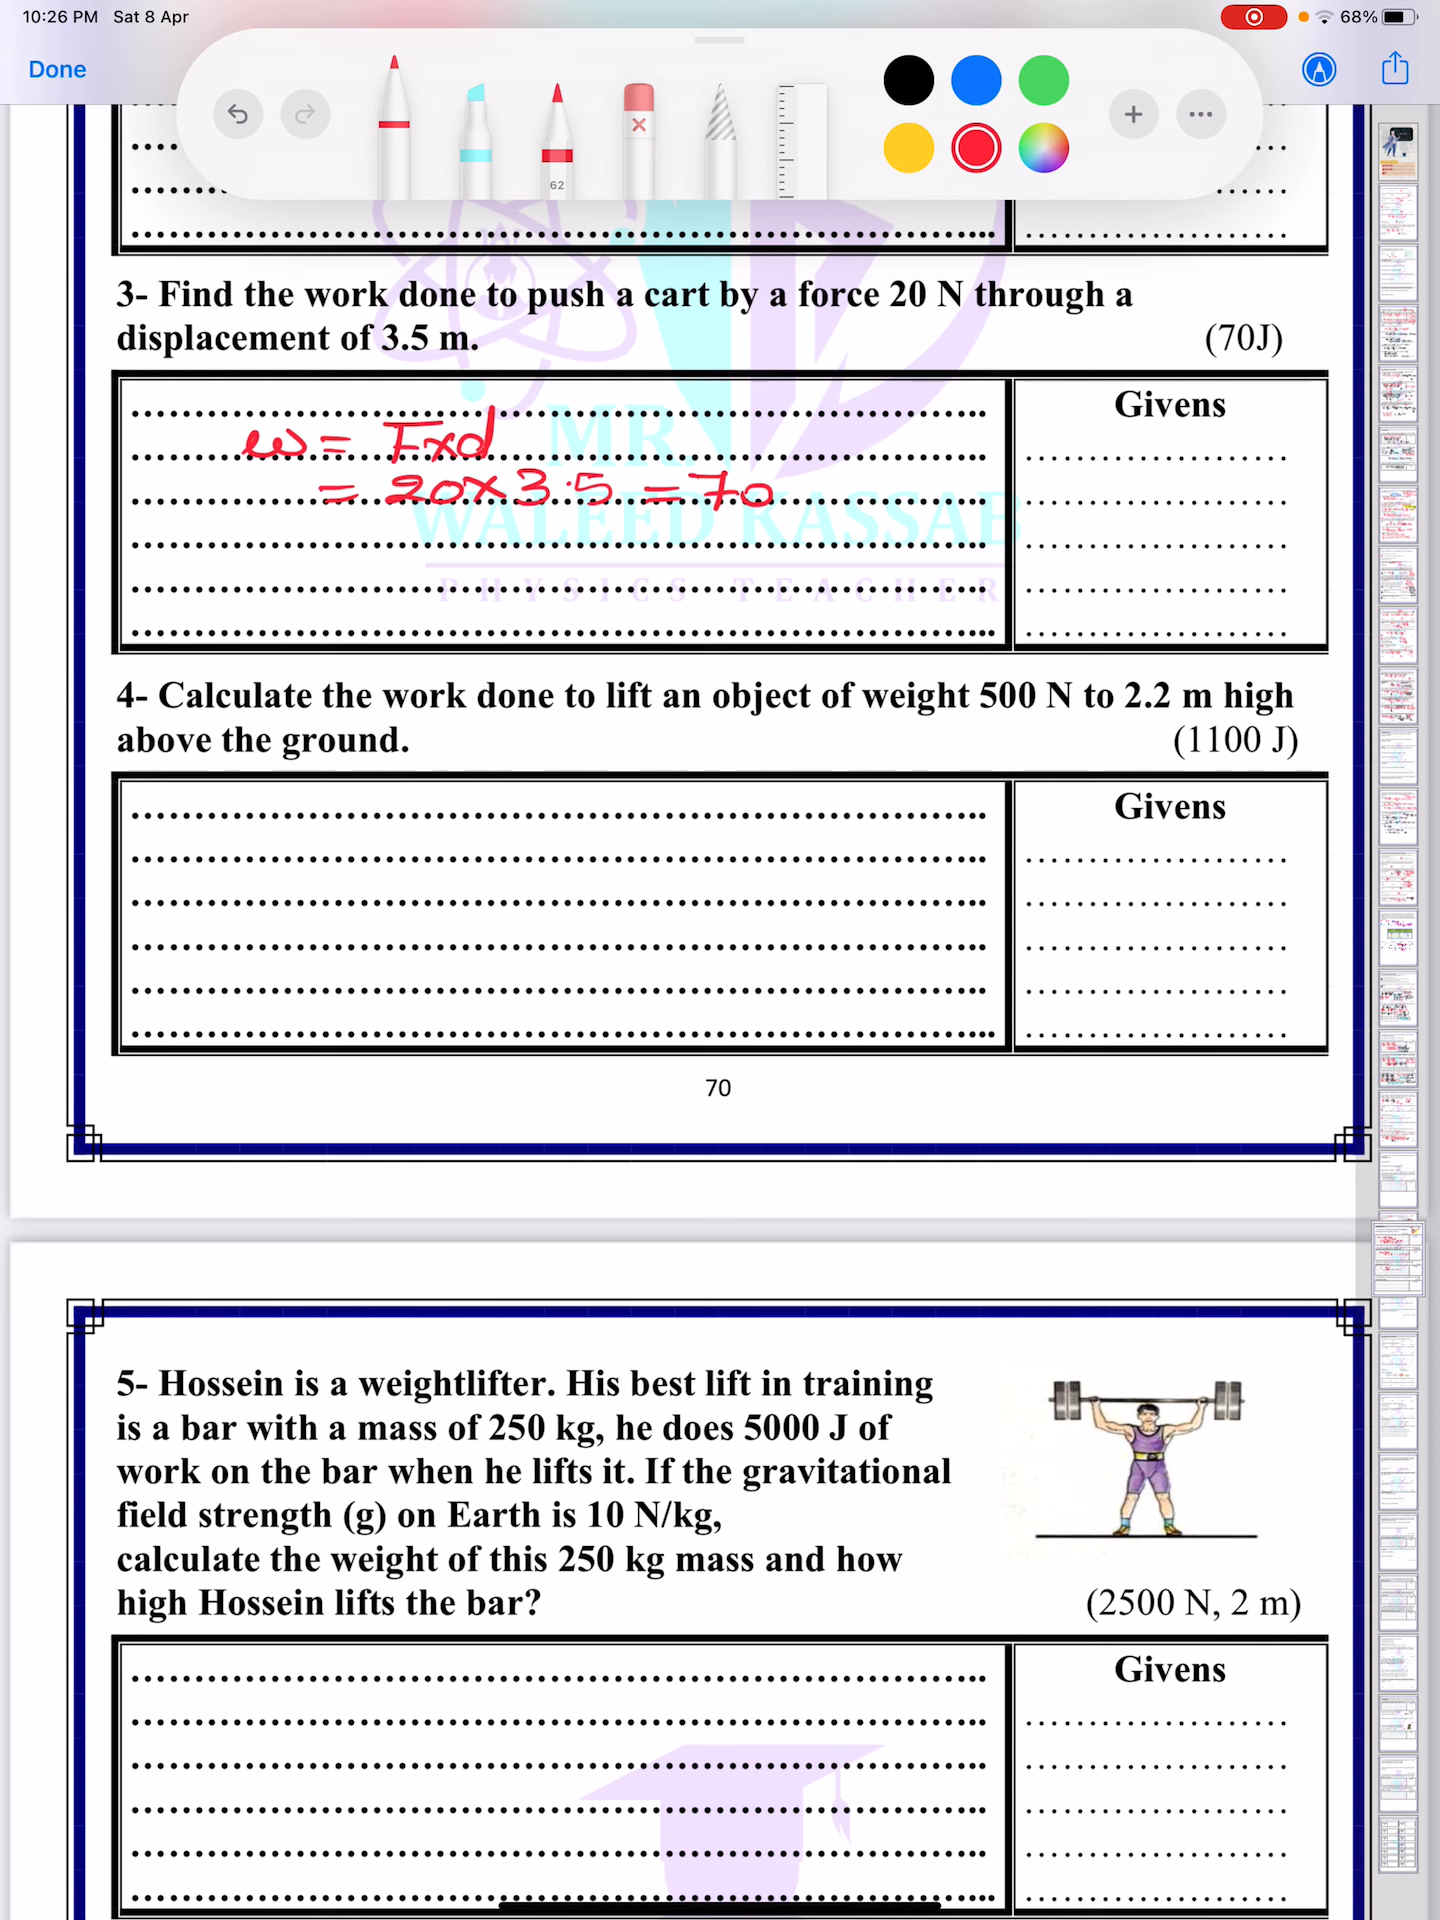 10:26 PM Sat 8 Apr
68%
Done
62
3- Find the work done to push a cart by a force 20 N through a
displacement of 3.5 m. (70J)
Givens
w = F×d
= 20×3.5 = 70
MR.
WALEED KASSAB
PHYSICS TEACHER
4- Calculate the work done to lift an object of weight 500 N to 2.2 m high
above the ground. (1100 J)
Givens
70
5- Hossein is a weightlifter. His best lift in training
is a bar with a mass of 250 kg, he does 5000 J of
work on the bar when he lifts it. If the gravitational
field strength (g) on Earth is 10 N/kg,
calculate the weight of this 250 kg mass and how
high Hossein lifts the bar? (2500 N, 2 m)
Givens